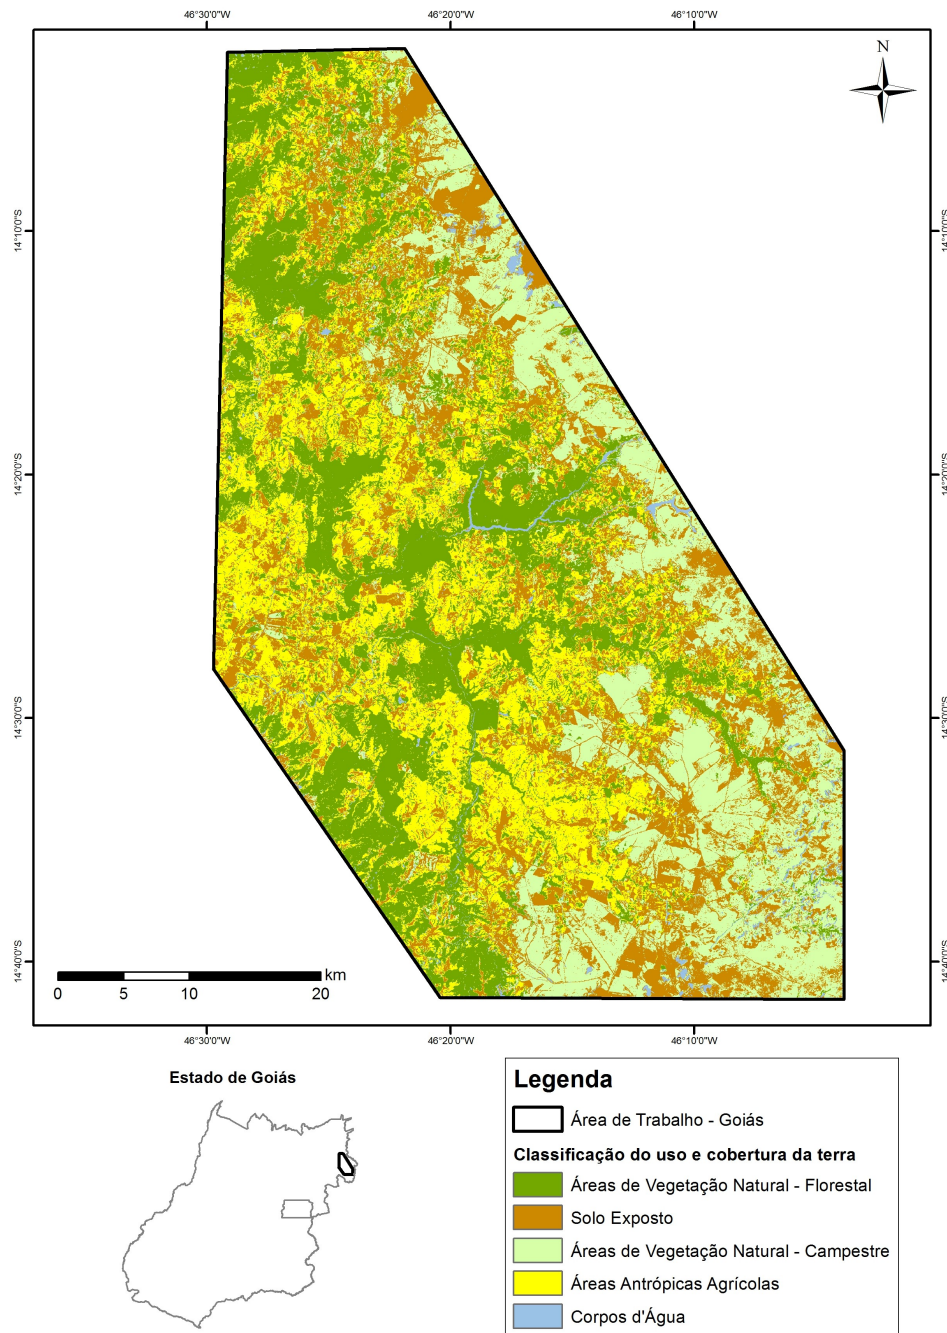 46°30'0"W 46°20'0"W 46°10'0"W
N
14°10'0"S 14°10'0"S
14°20'0"S 14°20'0"S
14°30'0"S 14°30'0"S
14°40'0"S 14°40'0"S
km
0 5 10 20
46°30'0"W 46°20'0"W 46°10'0"W
Estado de Goiás
Legenda
Área de Trabalho - Goiás
Classificação do uso e cobertura da terra
Áreas de Vegetação Natural - Florestal
Solo Exposto
Áreas de Vegetação Natural - Campestre
Áreas Antrópicas Agrícolas
Corpos d'Água